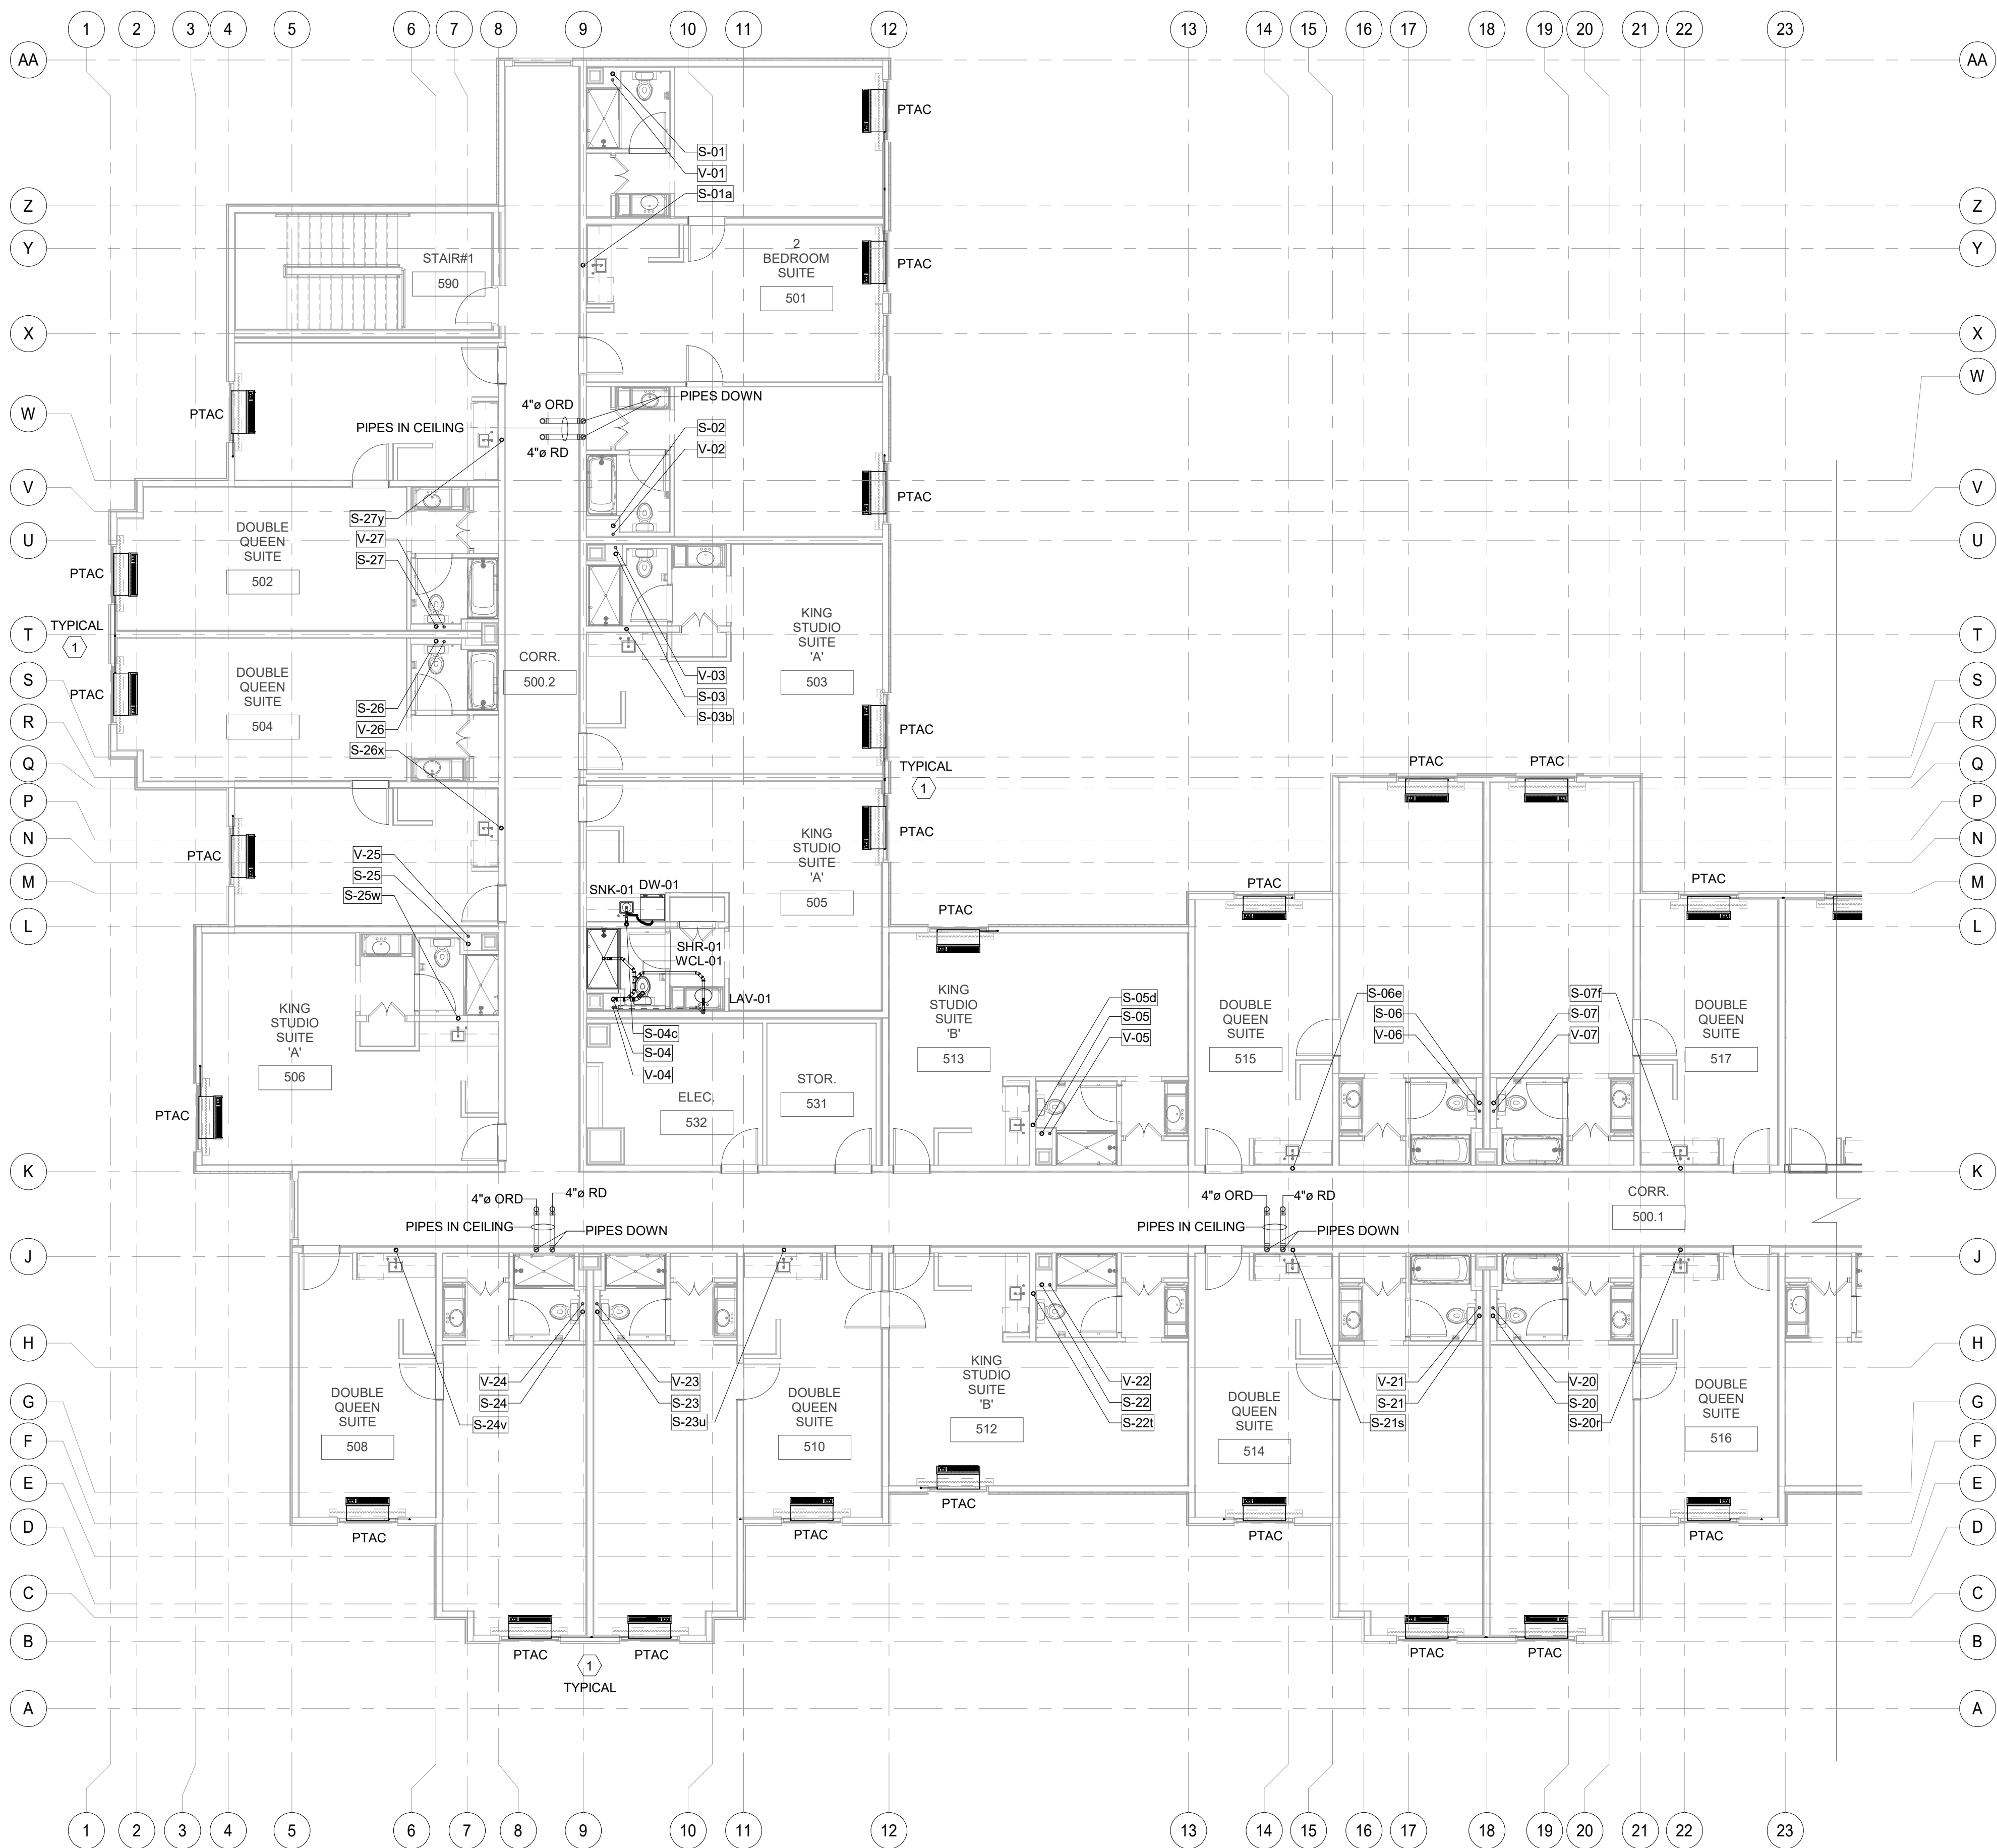 1 2 3 4 5 6 7 8 9 10 11 12 13 14 15 16 17 18 19 20 21 22 23
AA AA
PTAC
S-01
V-01
S-01a
Z Z
Y Y
STAIR#1
590
2
BEDROOM
SUITE
501
PTAC
X X
W
W
PTAC
4"ø ORD
PIPES DOWN
PIPES IN CEILING
4"ø RD
S-02
V-02
PTAC
V V
S-27y
V-27
S-27
DOUBLE
QUEEN
SUITE
502
U U
PTAC
TYPICAL
1
T T
KING
STUDIO
SUITE
'A'
503
CORR.
500.2
DOUBLE
QUEEN
SUITE
504
S S
PTAC
V-03
S-03
S-03b
S-26
V-26
S-26x
R R
PTAC
TYPICAL
1
Q Q
PTAC PTAC
P P
PTAC
N N
KING
STUDIO
SUITE
'A'
505
PTAC
V-25
S-25
S-25w
M M
SNK-01 DW-01
PTAC PTAC
L L
PTAC
SHR-01
WCL-01
LAV-01
S-04c
S-04
V-04
KING
STUDIO
SUITE
'A'
506
KING
STUDIO
SUITE
'B'
513
S-05d
S-05
V-05
DOUBLE
QUEEN
SUITE
515
S-06e
S-06
V-06
S-07f
S-07
V-07
DOUBLE
QUEEN
SUITE
517
PTAC
ELEC.
532
STOR.
531
K K
CORR.
500.1
4"ø ORD 4"ø RD
PIPES IN CEILING
PIPES DOWN
4"ø ORD 4"ø RD
PIPES IN CEILING
PIPES DOWN
J J
H H
V-24
S-24
S-24v
V-23
S-23
S-23u
V-22
S-22
S-22t
V-21
S-21
S-21s
V-20
S-20
S-20r
DOUBLE
QUEEN
SUITE
508
DOUBLE
QUEEN
SUITE
510
KING
STUDIO
SUITE
'B'
512
DOUBLE
QUEEN
SUITE
514
DOUBLE
QUEEN
SUITE
516
G G
F F
E E
PTAC PTAC PTAC PTAC PTAC
D D
C C
B B
PTAC PTAC PTAC PTAC
1
TYPICAL
A A
1 2 3 4 5 6 7 8 9 10 11 12 13 14 15 16 17 18 19 20 21 22 23